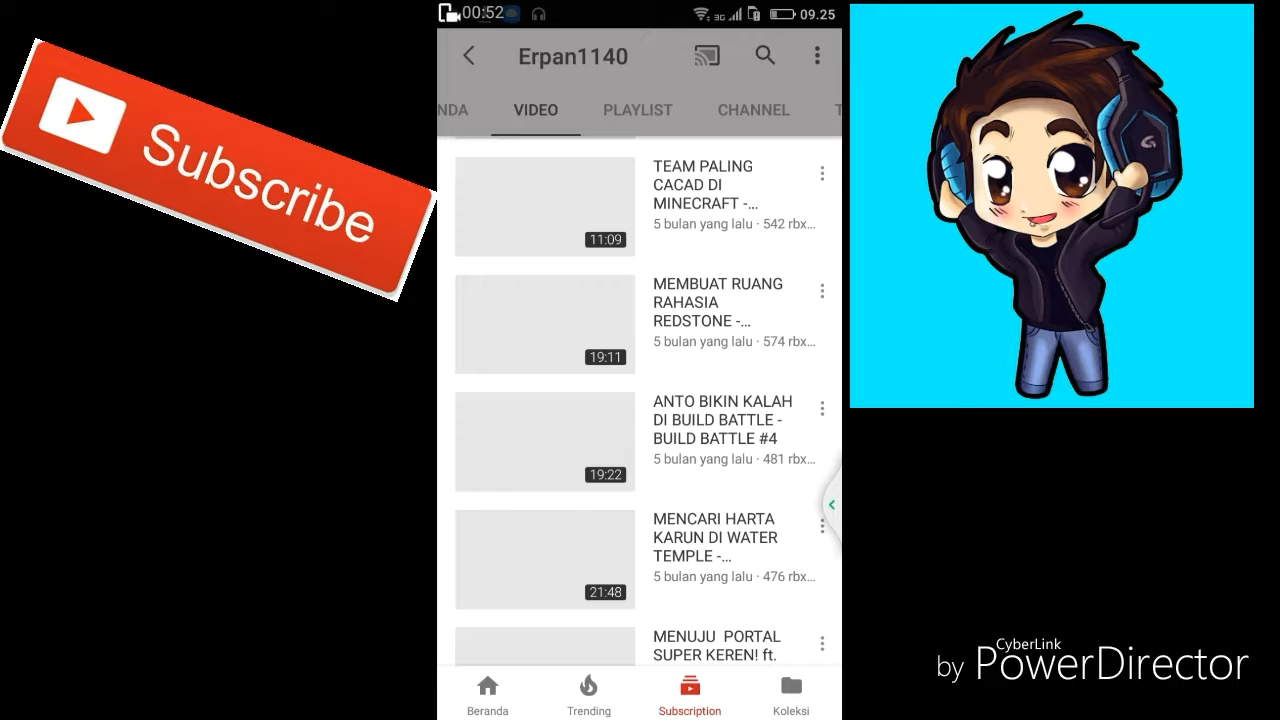 Subscribe
00:52
3G
09.25
Erpan1140
NDA
VIDEO
PLAYLIST
CHANNEL
T
TEAM PALING
CACAD DI
MINECRAFT -...
5 bulan yang lalu · 542 rbx...
11:09
MEMBUAT RUANG
RAHASIA
REDSTONE -...
5 bulan yang lalu · 574 rbx...
19:11
ANTO BIKIN KALAH
DI BUILD BATTLE -
BUILD BATTLE #4
5 bulan yang lalu · 481 rbx...
19:22
MENCARI HARTA
KARUN DI WATER
TEMPLE -...
5 bulan yang lalu · 476 rbx...
21:48
MENUJU PORTAL
SUPER KEREN! ft.
Beranda
Trending
Subscription
Koleksi
CyberLink
by PowerDirector